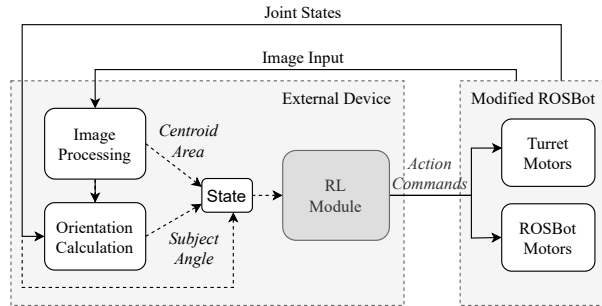 Joint States
Image Input
External Device
Modified ROSBot
Image
Processing
Centroid
Area
Orientation
Calculation
Subject
Angle
State
RL
Module
Action
Commands
Turret
Motors
ROSBot
Motors